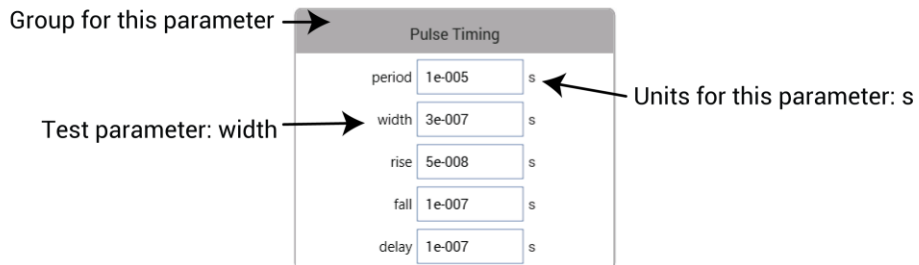 Group for this parameter
Pulse Timing
period 1e-005 s
Units for this parameter: s
Test parameter: width
width 3e-007 s
rise 5e-008 s
fall 1e-007 s
delay 1e-007 s